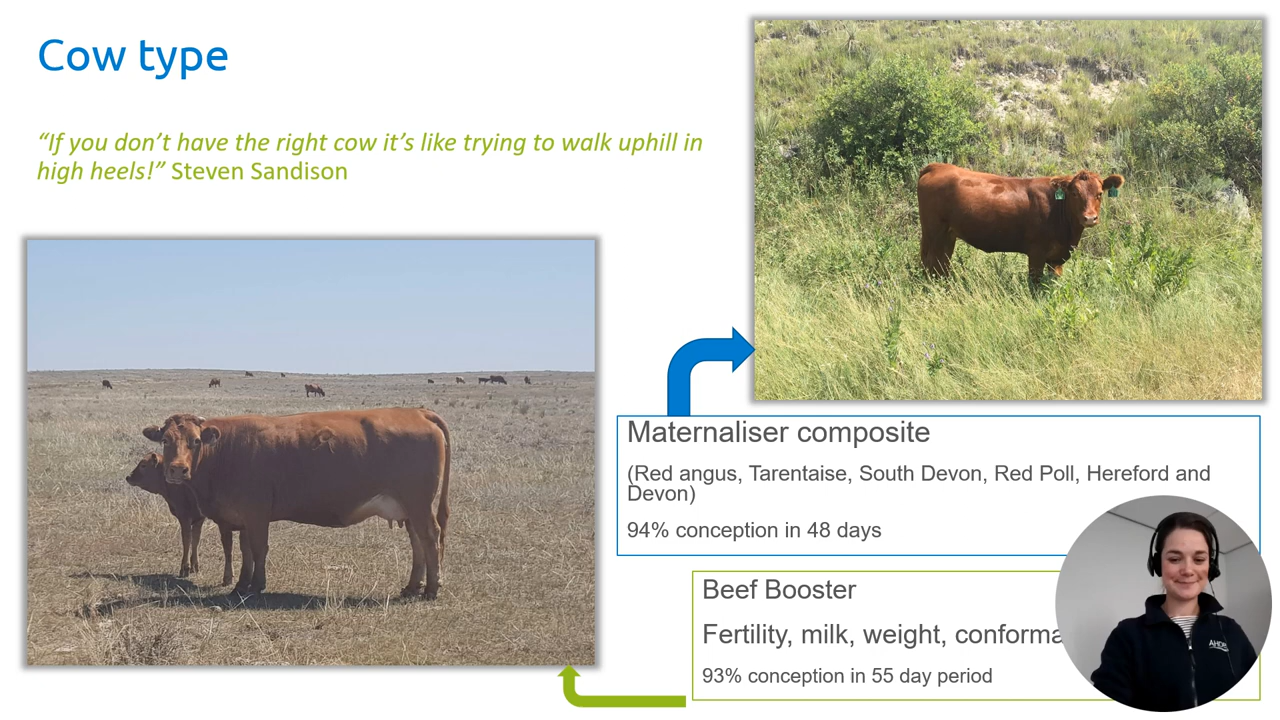 Cow type
“If you don’t have the right cow it’s like trying to walk uphill in
high heels!” Steven Sandison
Maternaliser composite
(Red angus, Tarentaise, South Devon, Red Poll, Hereford and
Devon)
94% conception in 48 days
Beef Booster
Fertility, milk, weight, conforma
93% conception in 55 day period